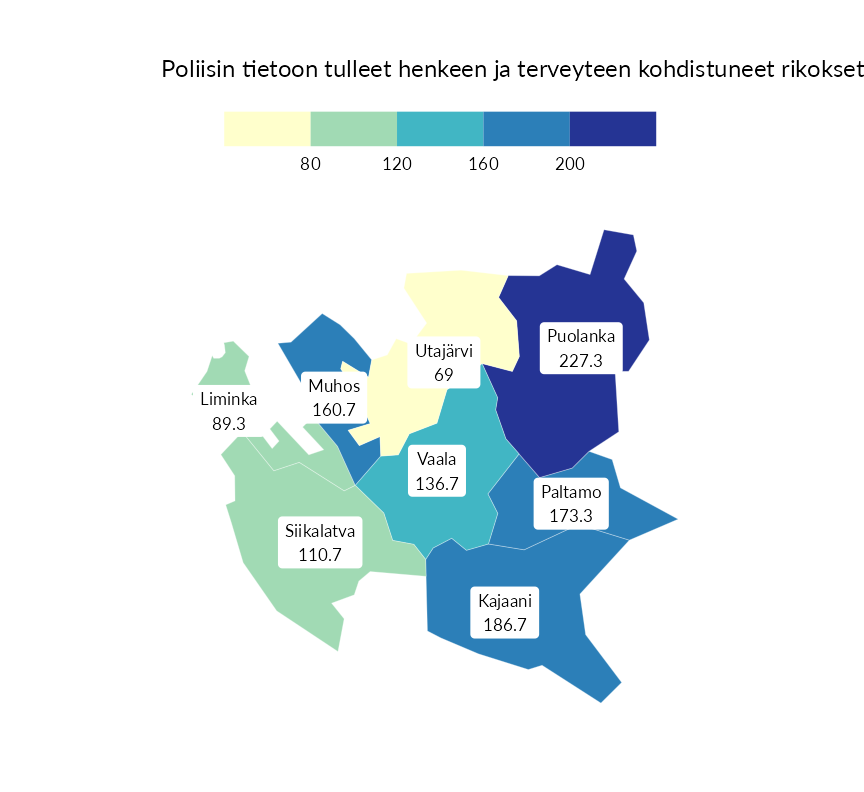 Poliisin tietoon tulleet henkeen ja terveyteen kohdistuneet rikokset
80 120 160 200
Puolanka
227.3
Utajärvi
69
Muhos
160.7
Liminka
89.3
Vaala
136.7
Paltamo
173.3
Siikalatva
110.7
Kajaani
186.7